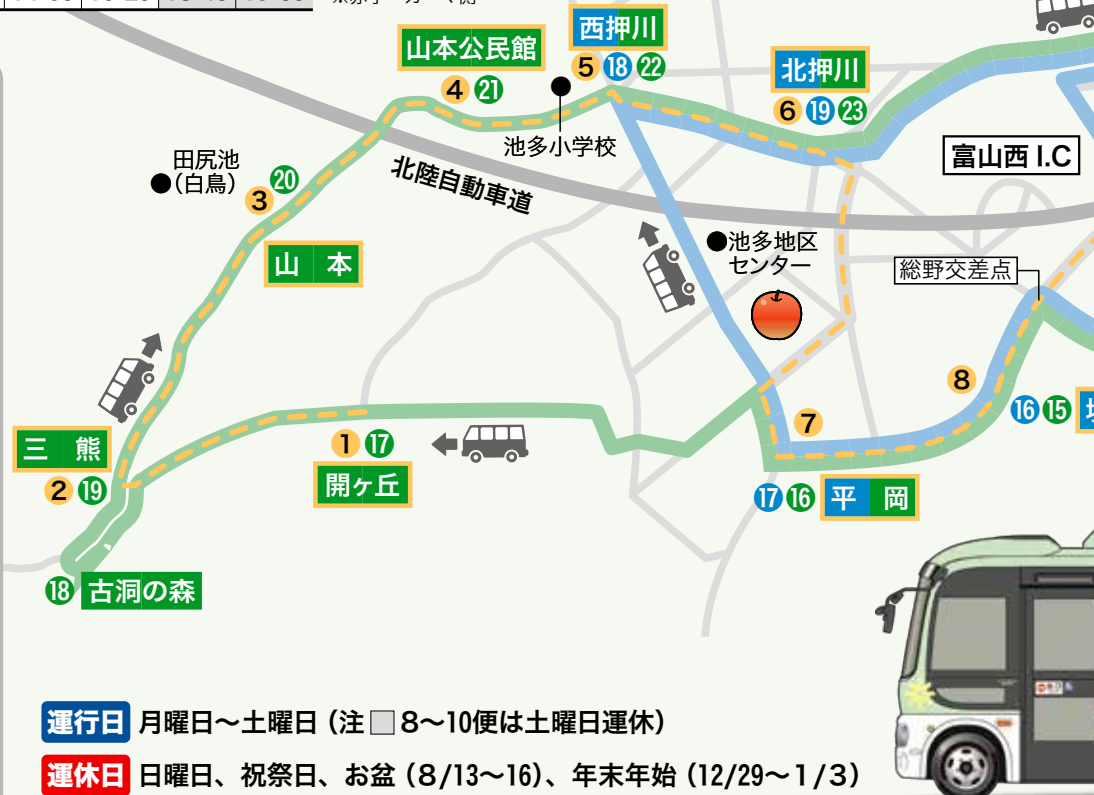 山本公民館
④ ㉑
西押川
⑤ ⑱ ㉒
北押川
⑥ ⑲ ㉓
池多小学校
富山西 I.C
田尻池
(白鳥)
③ ⑳
北陸自動車道
山 本
池多地区
センター
総野交差点
⑧
⑯ ⑮
⑦
三 熊
② ⑲
① ⑰
開ヶ丘
⑰ ⑯ 平 岡
⑱ 古洞の森
運行日 月曜日～土曜日（注 □ 8～10便は土曜日運休）
運休日 日曜日、祝祭日、お盆（8/13～16）、年末年始（12/29～1/3）